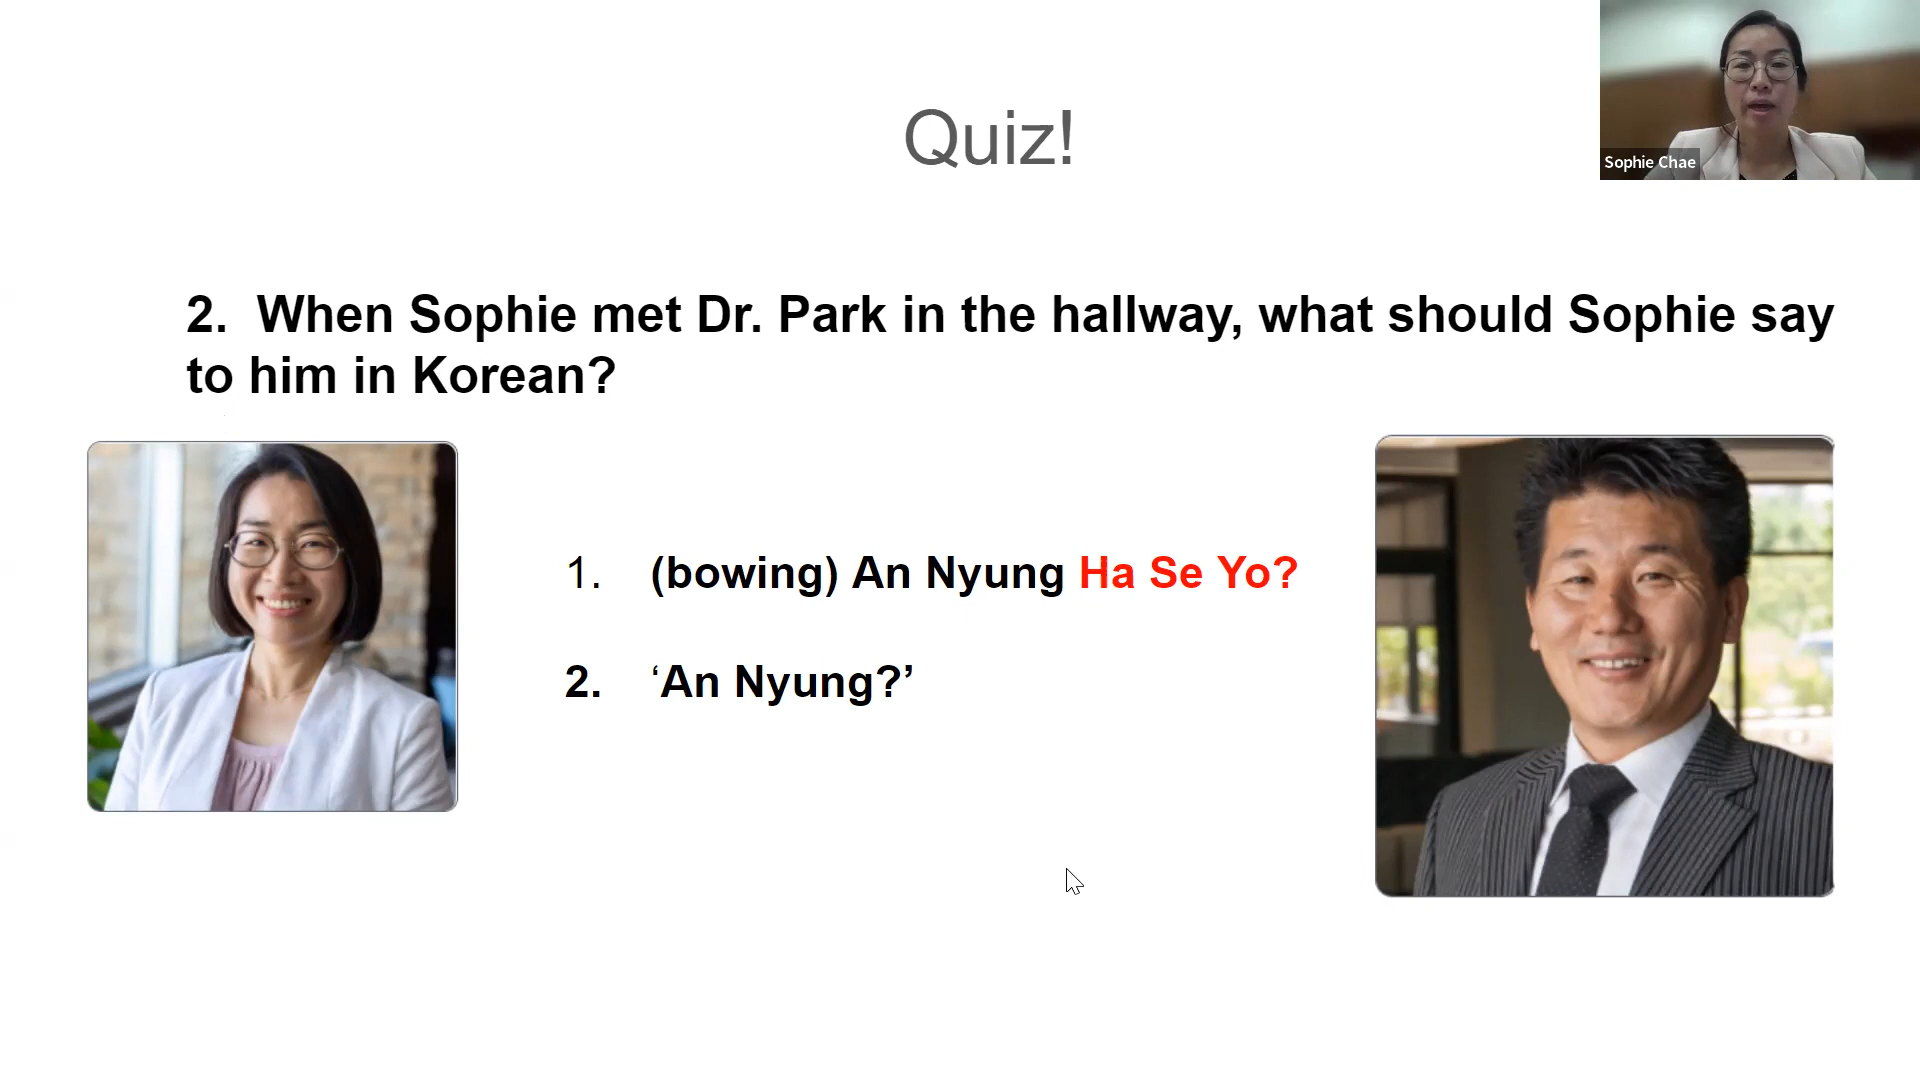 Quiz!
Sophie Chae
2. When Sophie met Dr. Park in the hallway, what should Sophie say
to him in Korean?
1. (bowing) An Nyung Ha Se Yo?
2. ‘An Nyung?’